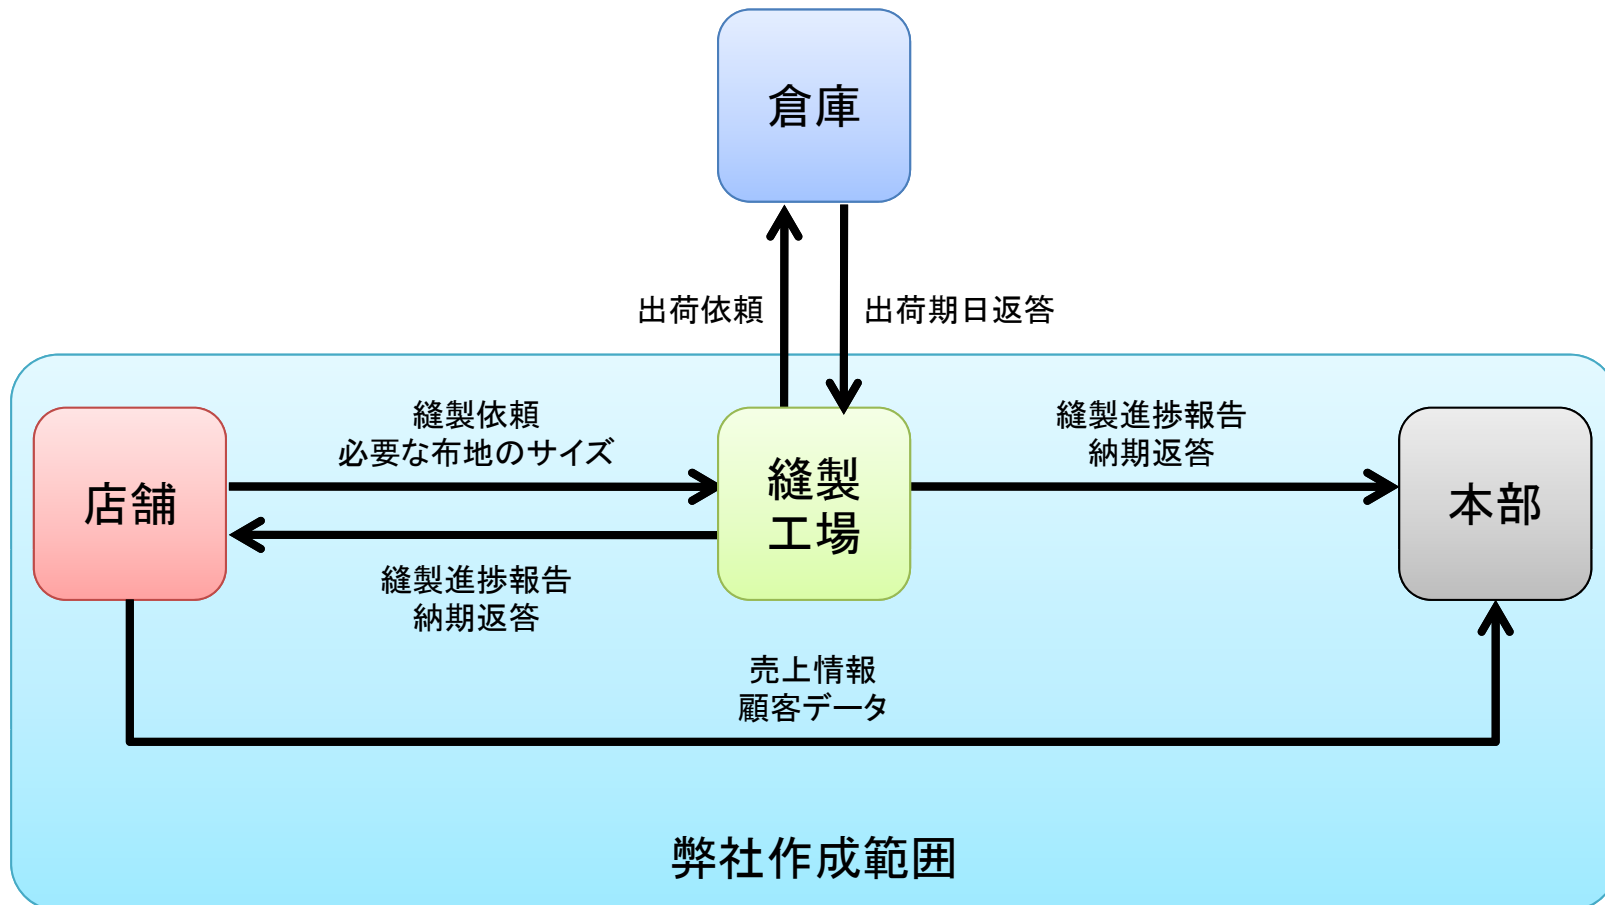 倉庫
出荷依頼
出荷期日返答
縫製依頼
必要な布地のサイズ
縫製進捗報告
納期返答
店舗
縫製
工場
本部
縫製進捗報告
納期返答
売上情報
顧客データ
弊社作成範囲